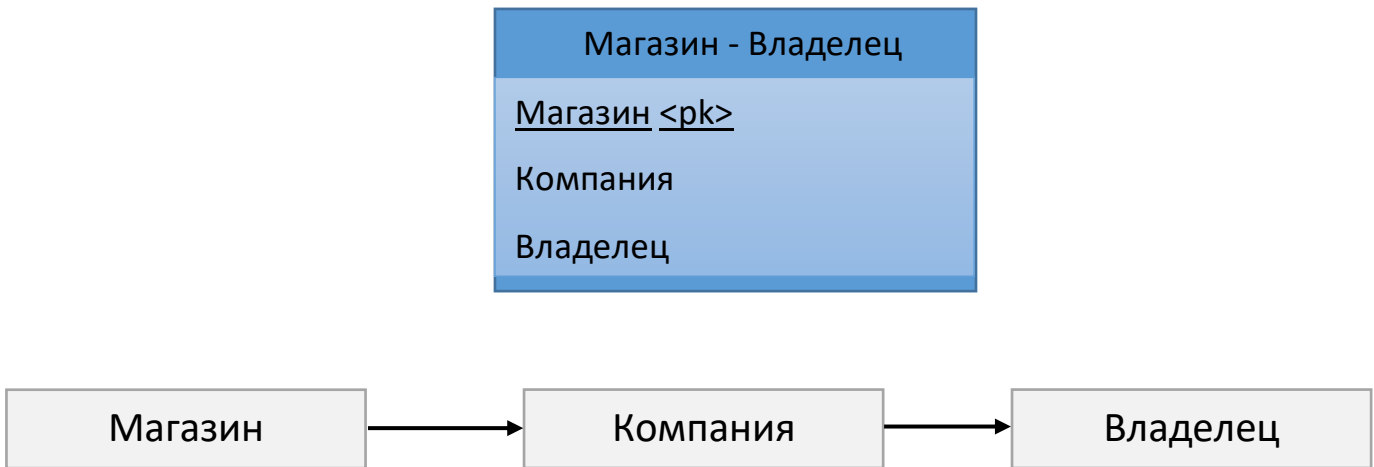 Магазин - Владелец
Магазин <pk>
Компания
Владелец
Магазин
Компания
Владелец